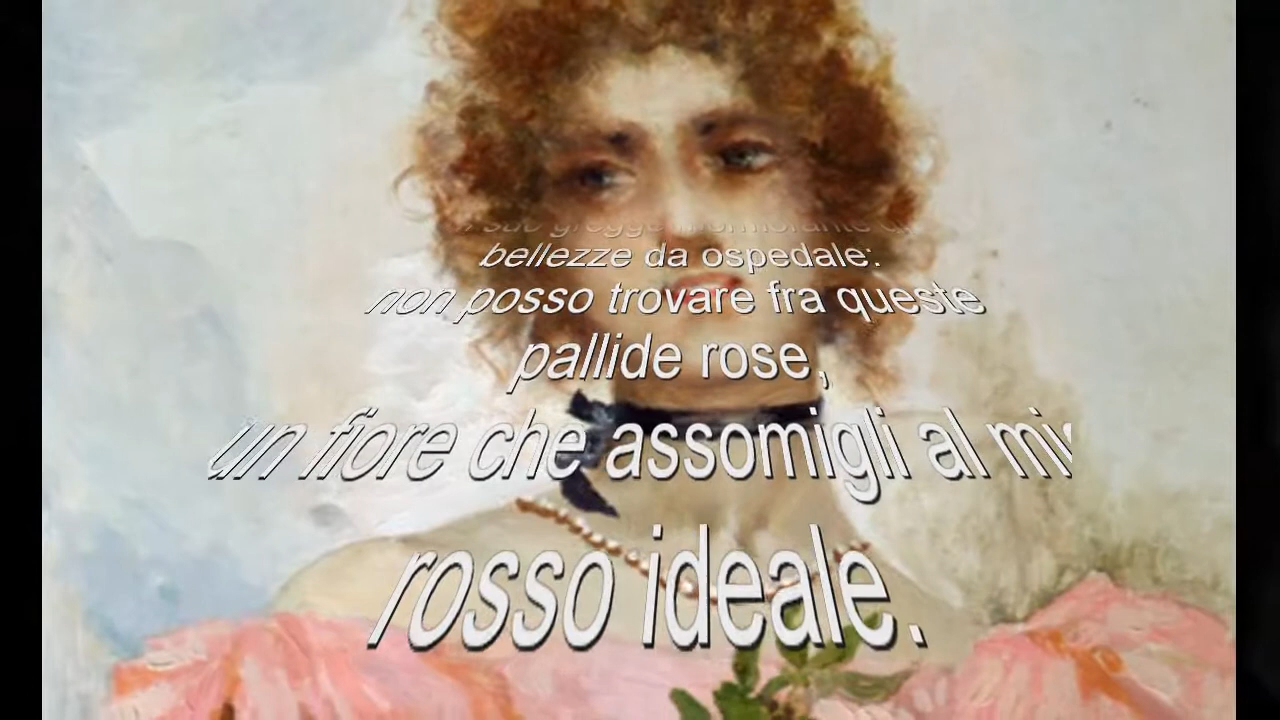 bellezze da ospedale:
non posso trovare fra queste
pallide rose,
un fiore che assomigli al
rosso ideale.